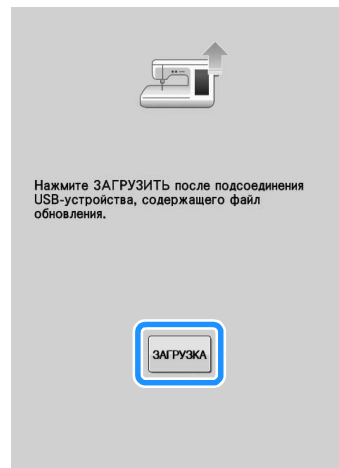 Нажмите ЗАГРУЗИТЬ после подсоединения
USB-устройства, содержащего файл
обновления.
ЗАГРУЗКА